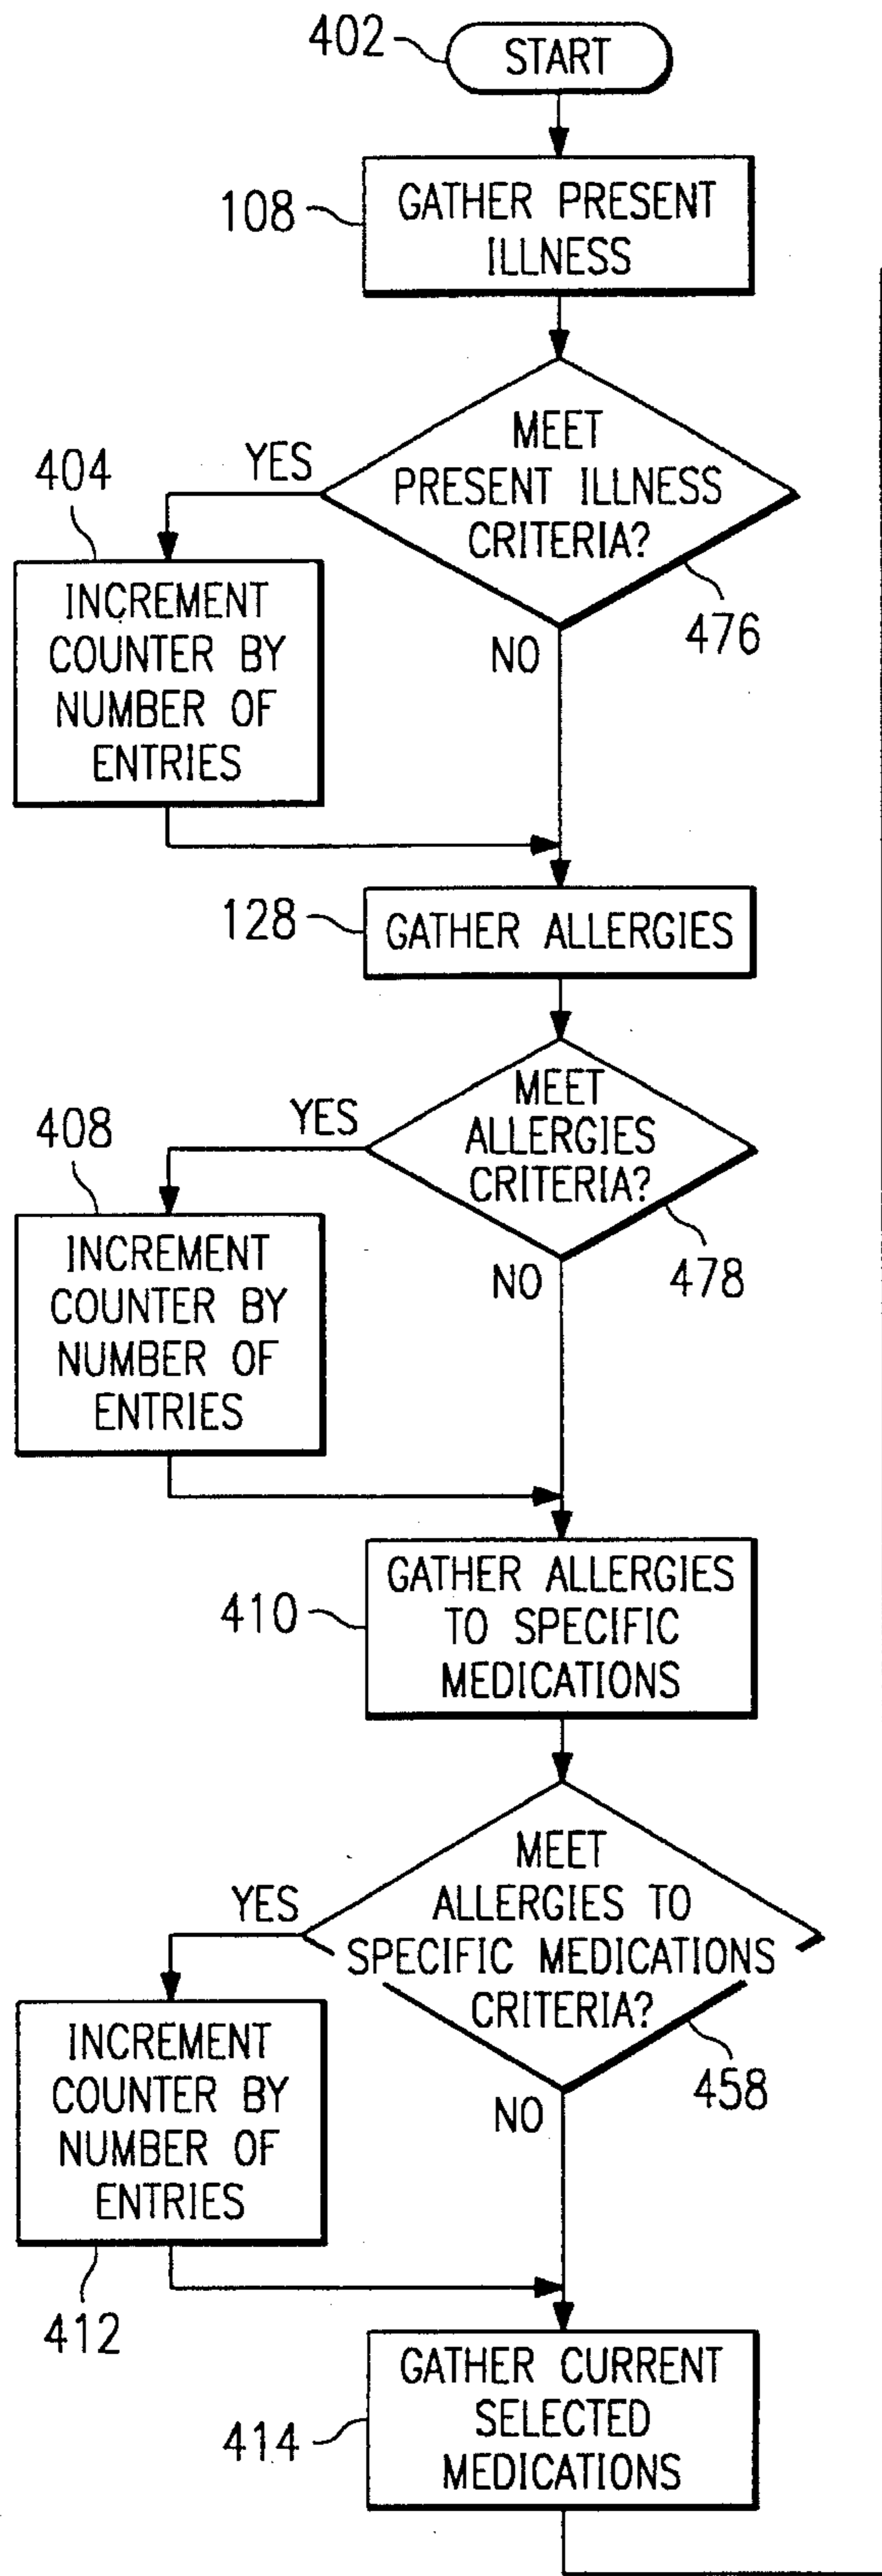 402
START
108
GATHER PRESENT
ILLNESS
MEET
PRESENT ILLNESS
CRITERIA?
YES
404
476
NO
INCREMENT
COUNTER BY
NUMBER OF
ENTRIES
128
GATHER ALLERGIES
MEET
ALLERGIES
CRITERIA?
YES
408
478
NO
INCREMENT
COUNTER BY
NUMBER OF
ENTRIES
410
GATHER ALLERGIES
TO SPECIFIC
MEDICATIONS
MEET
ALLERGIES TO
SPECIFIC MEDICATIONS
CRITERIA?
YES
458
NO
INCREMENT
COUNTER BY
NUMBER OF
ENTRIES
412
414
GATHER CURRENT
SELECTED
MEDICATIONS